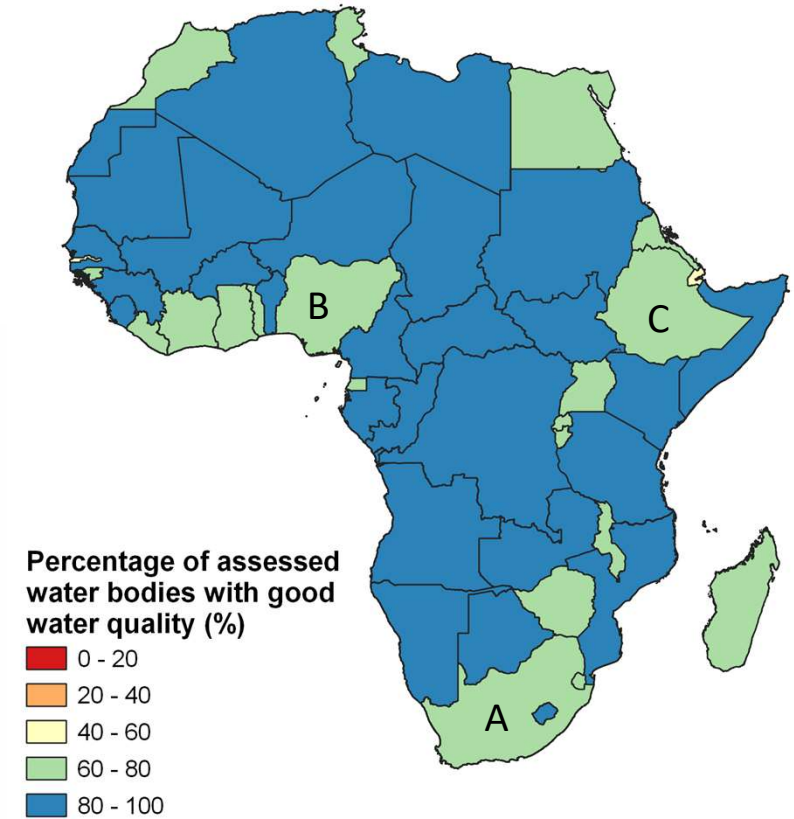 B
C
A
Percentage of assessed
water bodies with good
water quality (%)
0 - 20
20 - 40
40 - 60
60 - 80
80 - 100